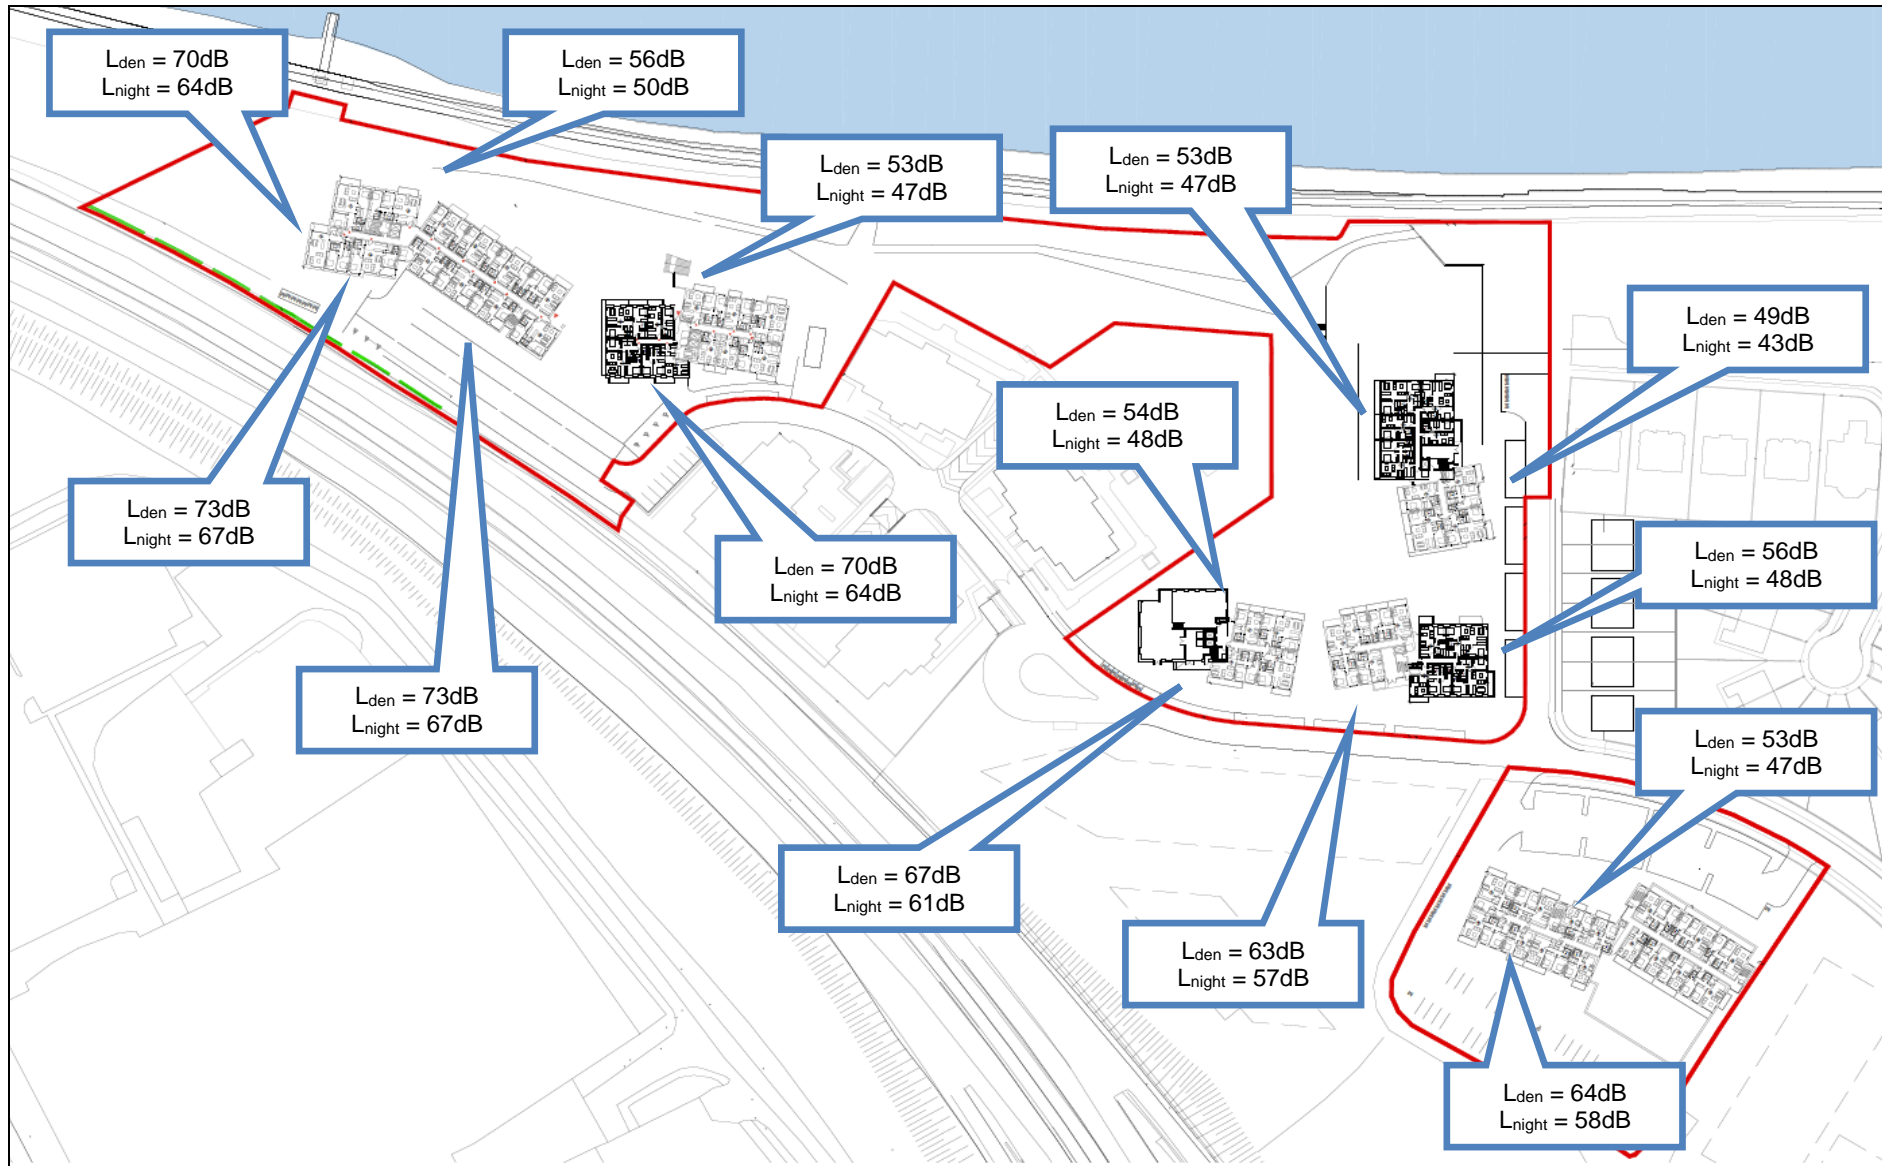 Lden = 70dB
Lnight = 64dB
Lden = 56dB
Lnight = 50dB
Lden = 53dB
Lnight = 47dB
Lden = 53dB
Lnight = 47dB
Lden = 49dB
Lnight = 43dB
Lden = 54dB
Lnight = 48dB
Lden = 73dB
Lnight = 67dB
Lden = 70dB
Lnight = 64dB
Lden = 56dB
Lnight = 48dB
Lden = 73dB
Lnight = 67dB
Lden = 53dB
Lnight = 47dB
Lden = 67dB
Lnight = 61dB
Lden = 63dB
Lnight = 57dB
Lden = 64dB
Lnight = 58dB